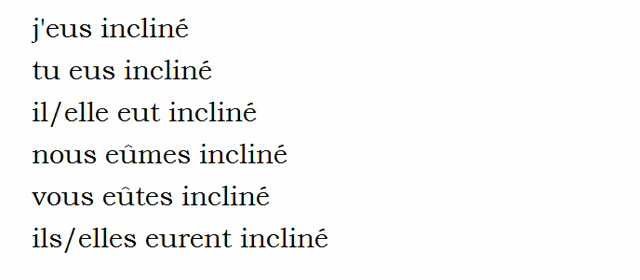 j'eus incliné
tu eus incliné
il/elle eut incliné
nous eûmes incliné
vous eûtes incliné
ils/elles eurent incliné